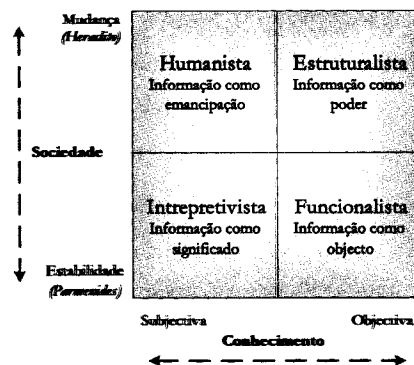 Mudança
(Heraclito)
Humanista
Informação como
emancipação
Estruturalista
Informação como
poder
Sociedade
Intrepretivista
Informação como
significado
Funcionalista
Informação como
objecto
Estabilidade
(Parmenides)
Subjectiva
Objectiva
Conhecimento